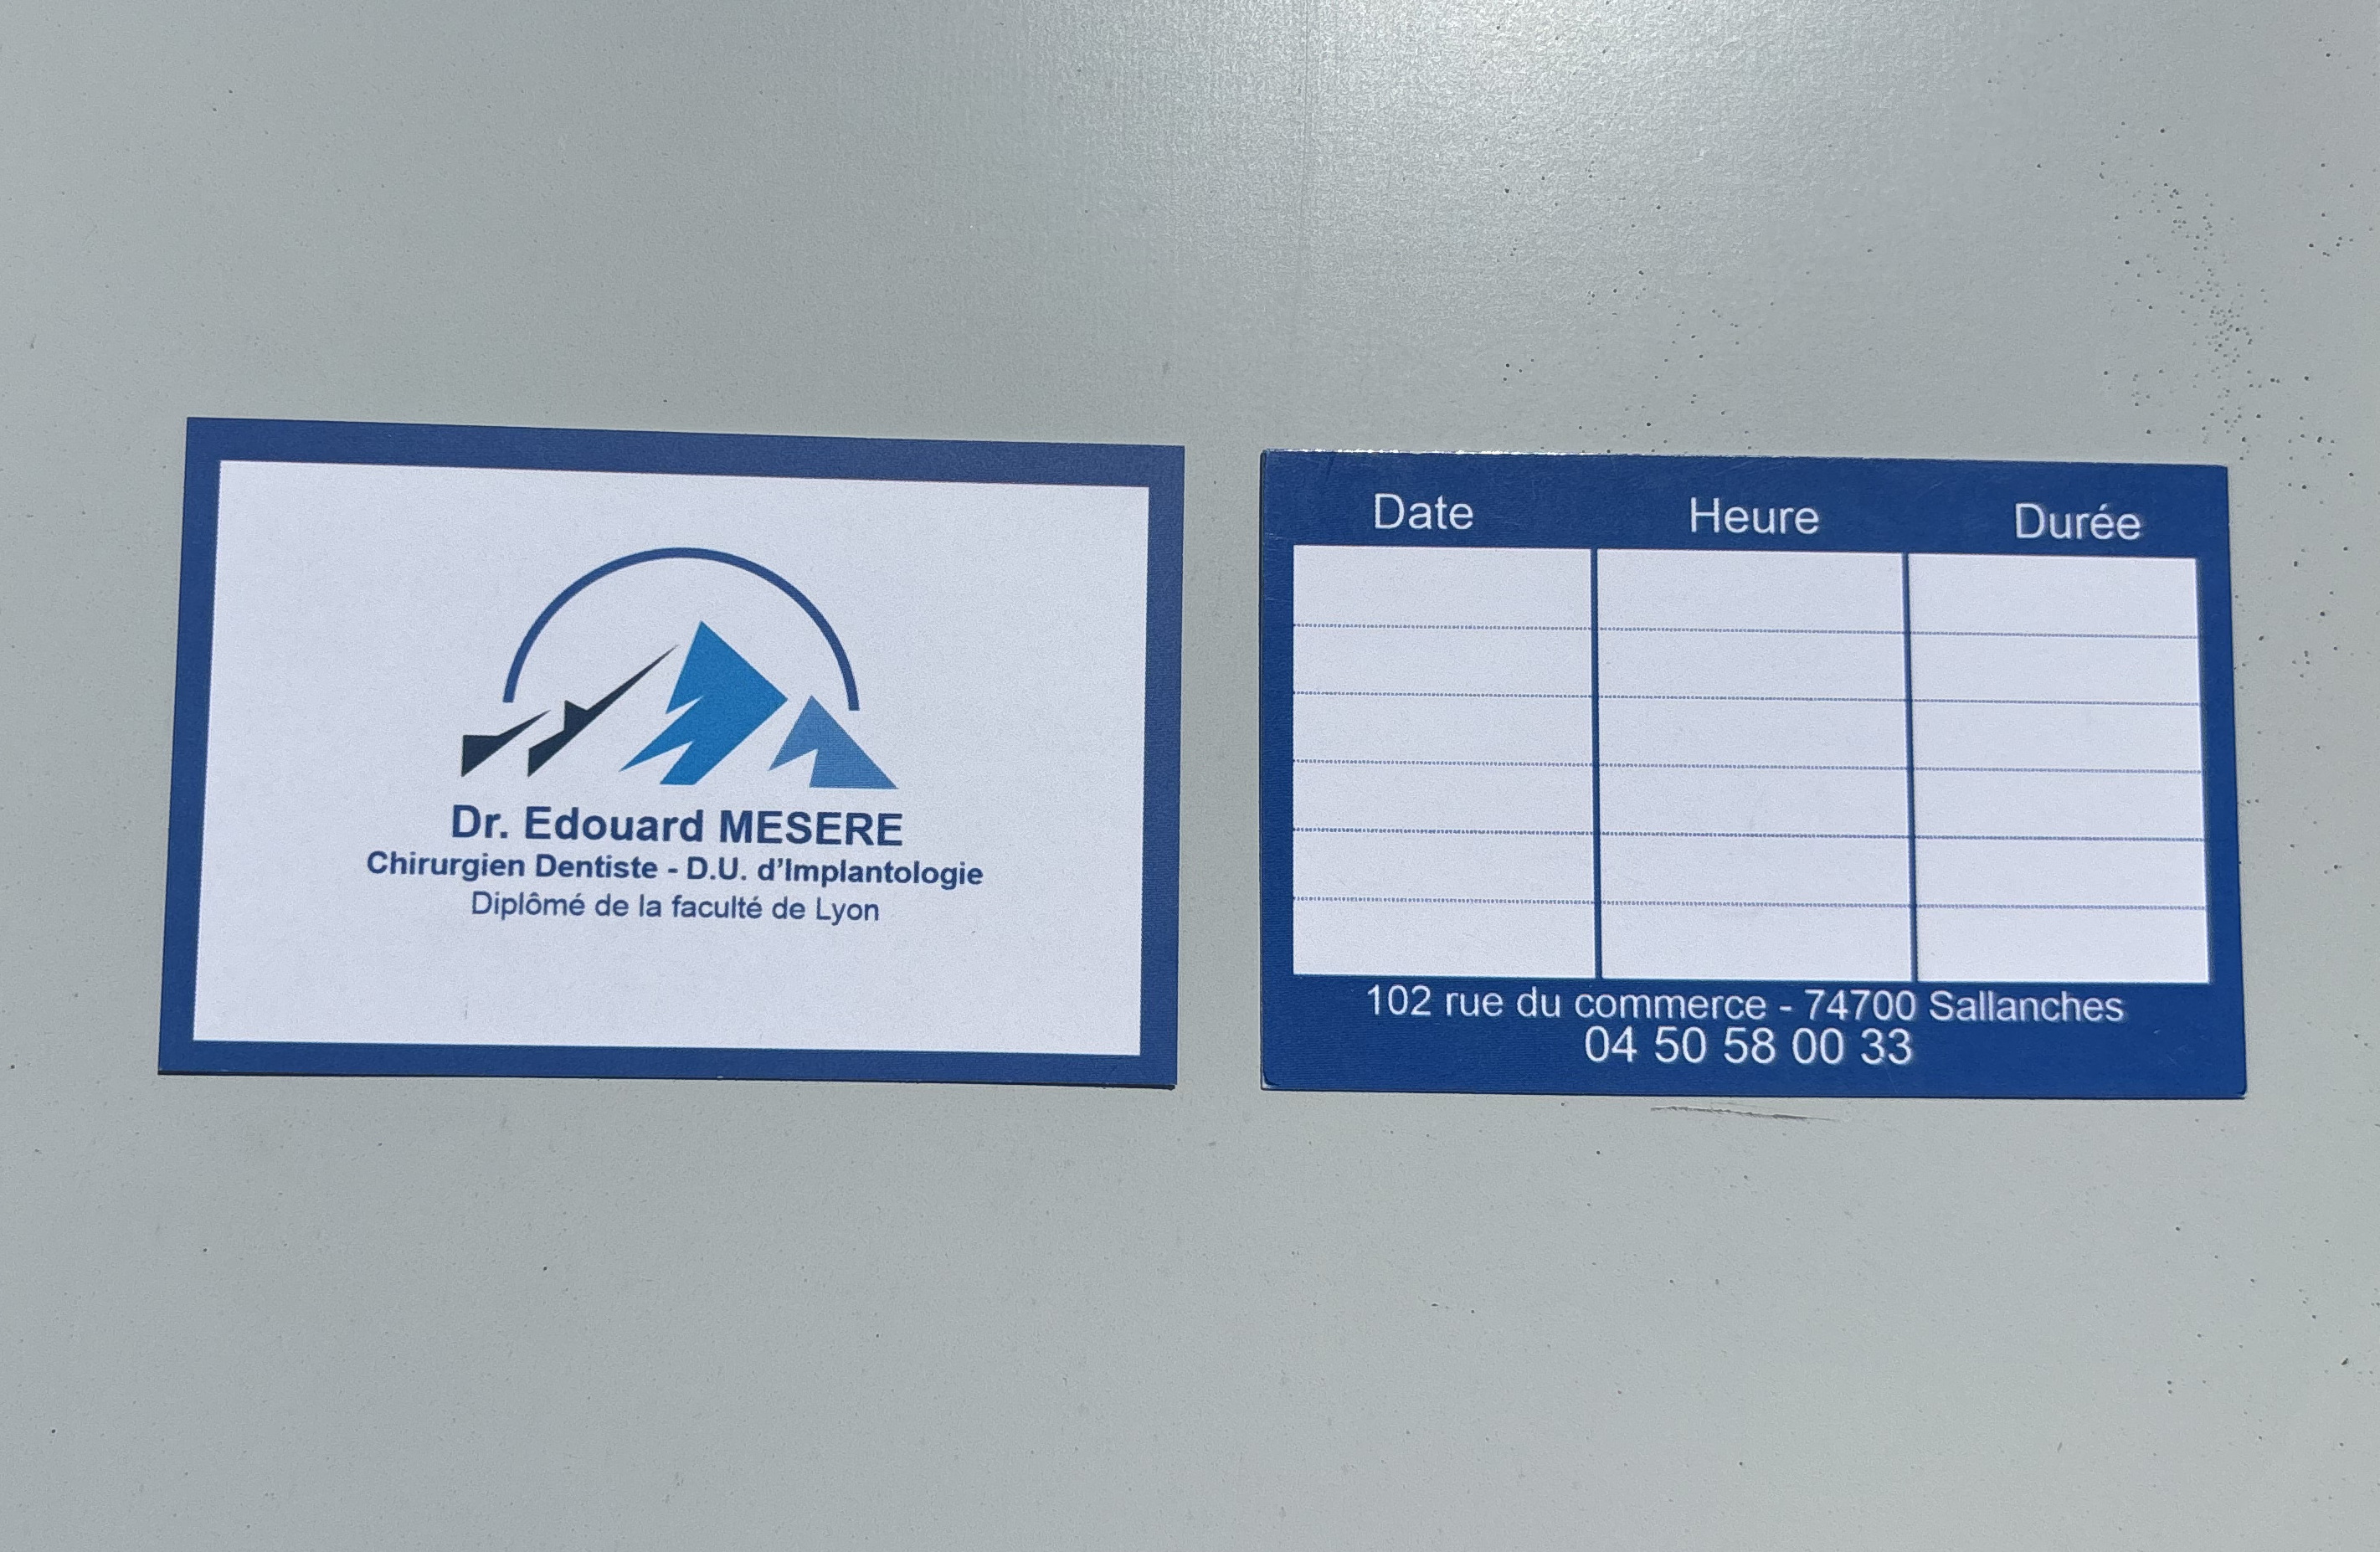 Dr. Edouard MESERE
Chirurgien Dentiste - D.U. d'Implantologie
Diplômé de la faculté de Lyon
Date Heure Durée
102 rue du commerce - 74700 Sallanches
04 50 58 00 33